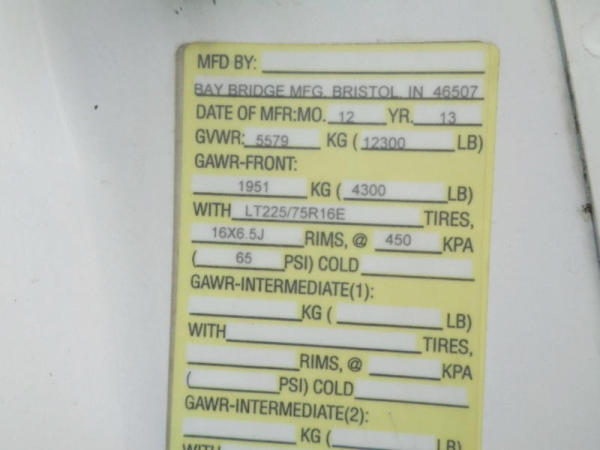 MFD BY:
BAY BRIDGE MFG, BRISTOL, IN 46507
DATE OF MFR:MO. 12 YR. 13
GVWR: 5579 KG ( 12300 LB)
GAWR-FRONT:
1951 KG ( 4300 LB)
WITH LT225/75R16E TIRES,
16X6.5J RIMS, @ 450 KPA
( 65 PSI) COLD
GAWR-INTERMEDIATE(1):
KG ( LB)
WITH TIRES,
RIMS, @ KPA
( PSI) COLD
GAWR-INTERMEDIATE(2):
KG ( LB)
WITH